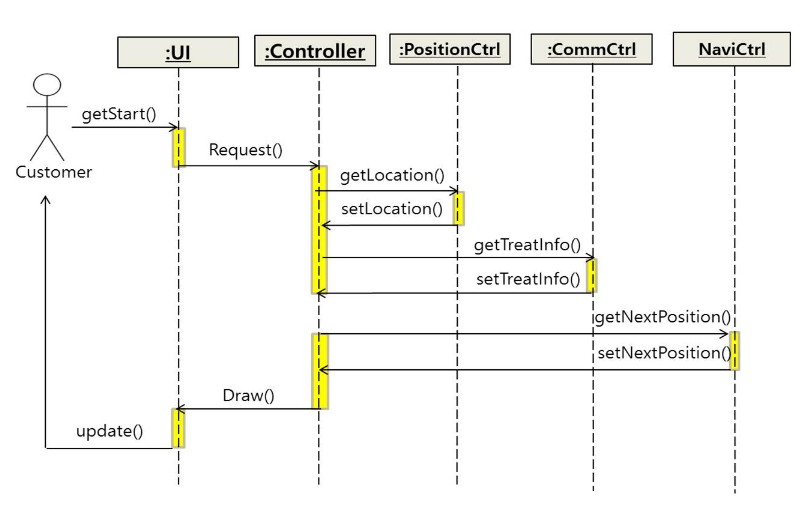 :UI
:Controller
:PositionCtrl
:CommCtrl
NaviCtrl
getStart()
Customer
Request()
getLocation()
setLocation()
getTreatInfo()
setTreatInfo()
getNextPosition()
setNextPosition()
Draw()
update()